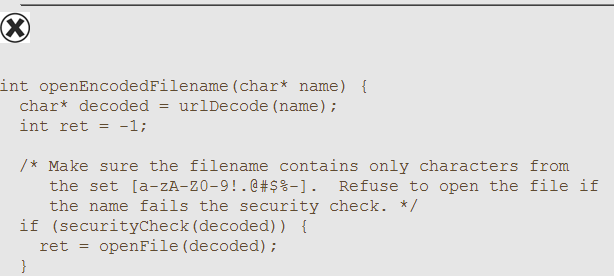 int openEncodedFilename(char* name) {
  char* decoded = urlDecode(name);
  int ret = -1;

  /* Make sure the filename contains only characters from
     the set [a-zA-Z0-9!.@#$%-].  Refuse to open the file if
     the name fails the security check. */
  if (securityCheck(decoded)) {
    ret = openFile(decoded);
  }